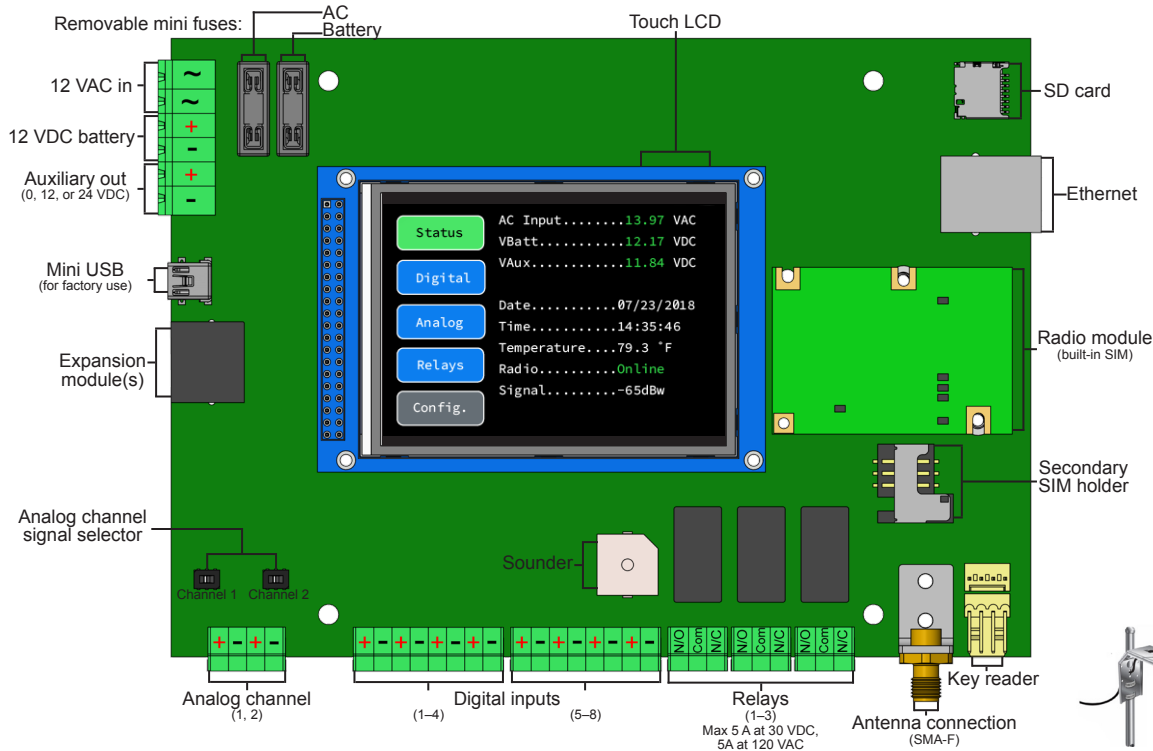 Removable mini fuses:
AC
Battery
Touch LCD
12 VAC in
12 VDC battery
Auxiliary out
(0, 12, or 24 VDC)
~
~
+
-
+
-
SD card
Ethernet
Mini USB
(for factory use)
Expansion
module(s)
Status
Digital
Analog
Relays
Config.
AC Input........13.97 VAC
VBatt...........12.17 VDC
VAux............11.84 VDC
Date...........07/23/2018
Time...........14:35:46
Temperature....79.3 °F
Radio..........Online
Signal.........-65dBw
Radio module
(built-in SIM)
Secondary
SIM holder
Analog channel
signal selector
Channel 1
Channel 2
Sounder
+ - + -
+ - + - + - + -
+ - + - + - + -
N/O Com N/C
N/O Com N/C
N/O Com N/C
Analog channel
(1, 2)
Digital inputs
(1–4)
(5–8)
Relays
(1–3)
Max 5 A at 30 VDC,
5A at 120 VAC
Antenna connection
(SMA-F)
Key reader